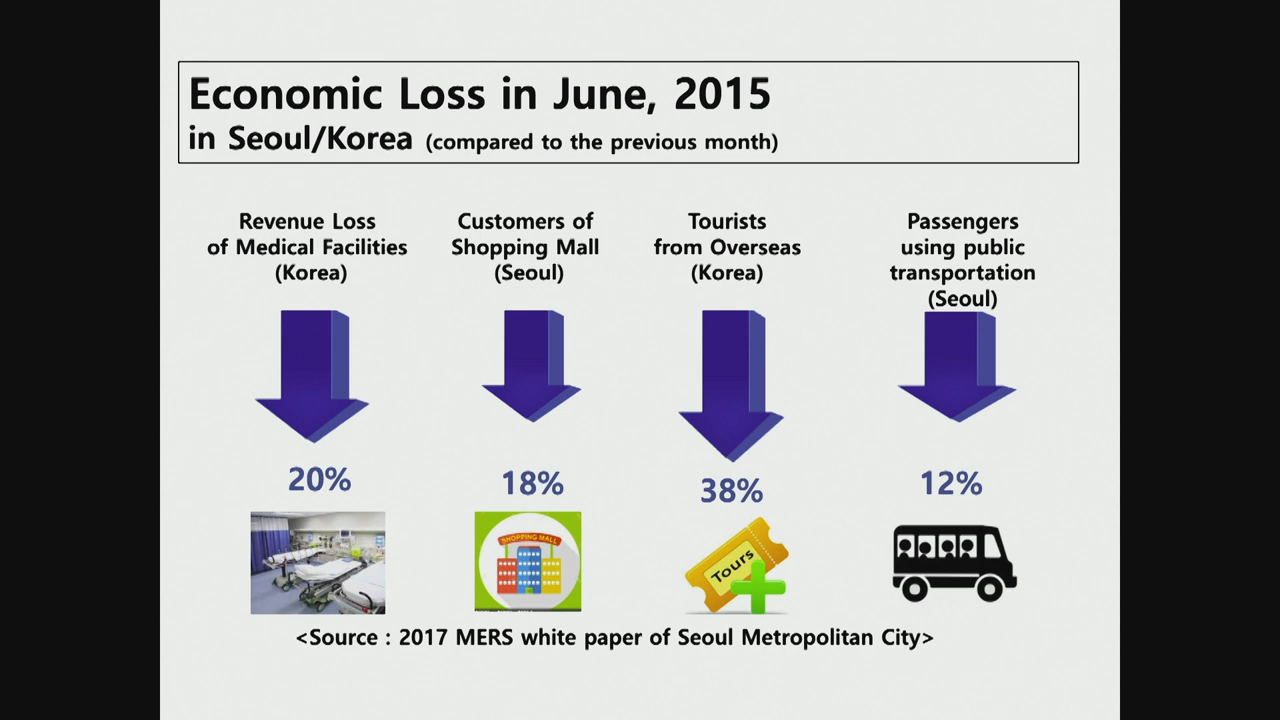 Economic Loss in June, 2015
in Seoul/Korea (compared to the previous month)
Revenue Loss
of Medical Facilities
(Korea)
Customers of
Shopping Mall
(Seoul)
Tourists
from Overseas
(Korea)
Passengers
using public
transportation
(Seoul)
20%
18%
38%
12%
SHOPPING MALL
Tours
<Source : 2017 MERS white paper of Seoul Metropolitan City>